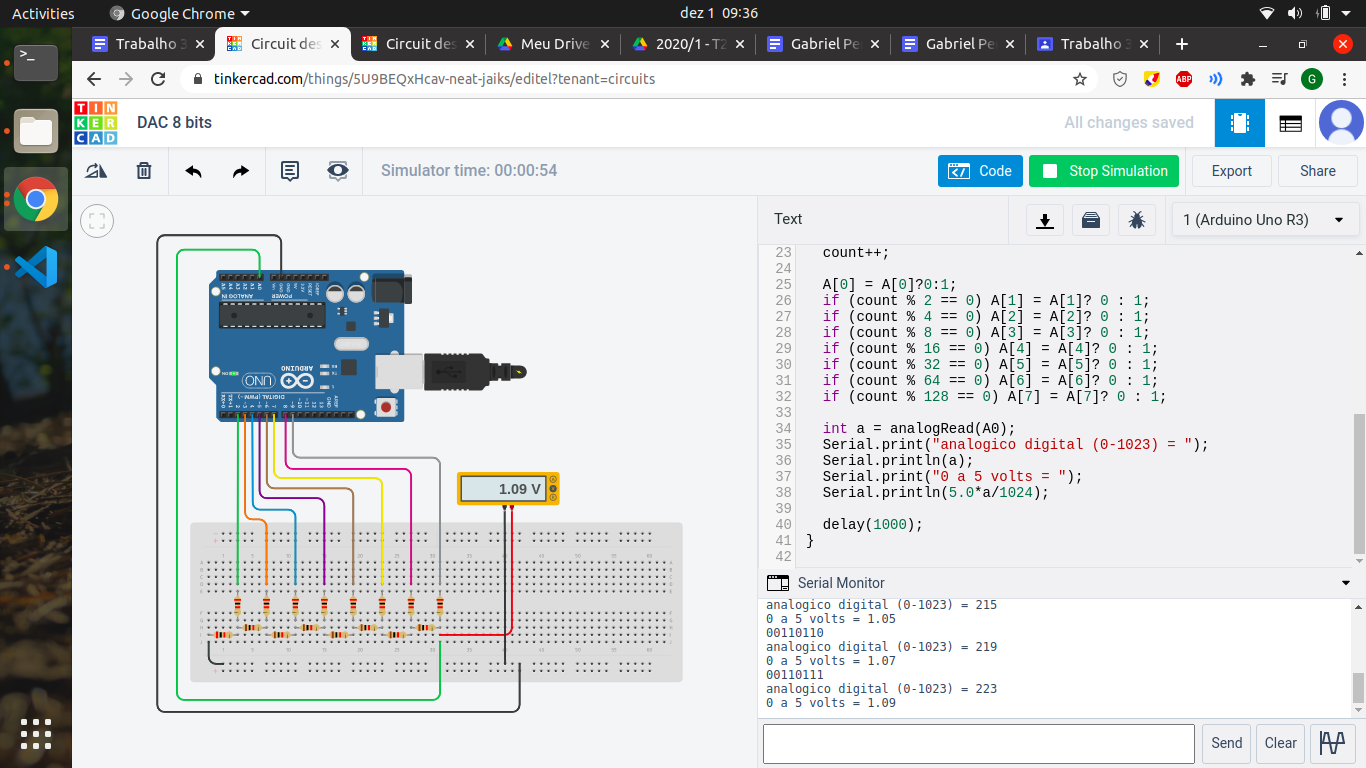 Activities
Google Chrome
dez 1 09:36
Trabalho 3
Circuit des
Circuit des
Meu Drive
2020/1 - T2
Gabriel Pe
Gabriel Pe
Trabalho 3
tinkercad.com/things/5U9BEQxHcav-neat-jaiks/editel?tenant=circuits
ABP
G
TIN
KER
CAD
DAC 8 bits
All changes saved
Simulator time: 00:00:54
Code
Stop Simulation
Export
Share
Text
1 (Arduino Uno R3)
23 count++;
24
25 A[0] = A[0]?0:1;
26 if (count % 2 == 0) A[1] = A[1]? 0 : 1;
27 if (count % 4 == 0) A[2] = A[2]? 0 : 1;
28 if (count % 8 == 0) A[3] = A[3]? 0 : 1;
29 if (count % 16 == 0) A[4] = A[4]? 0 : 1;
30 if (count % 32 == 0) A[5] = A[5]? 0 : 1;
31 if (count % 64 == 0) A[6] = A[6]? 0 : 1;
32 if (count % 128 == 0) A[7] = A[7]? 0 : 1;
33
34 int a = analogRead(A0);
35 Serial.print("analogico digital (0-1023) = ");
36 Serial.println(a);
37 Serial.print("0 a 5 volts = ");
38 Serial.println(5.0*a/1024);
39
40 delay(1000);
41 }
42
POWER
ANALOG IN
ARDUINO
UNO
DIGITAL (PWM~)
1.09 V
Serial Monitor
analogico digital (0-1023) = 215
0 a 5 volts = 1.05
00110110
analogico digital (0-1023) = 219
0 a 5 volts = 1.07
00110111
analogico digital (0-1023) = 223
0 a 5 volts = 1.09
Send
Clear